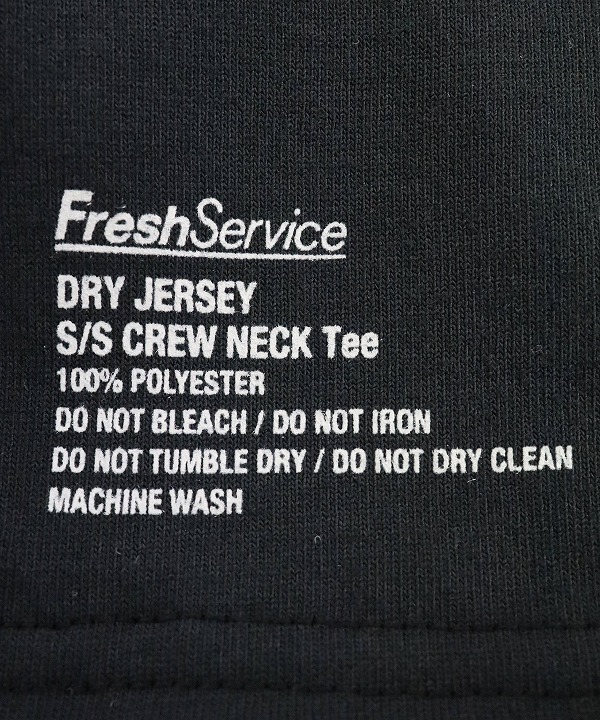 FreshService
DRY JERSEY
S/S CREW NECK Tee
100% POLYESTER
DO NOT BLEACH / DO NOT IRON
DO NOT TUMBLE DRY / DO NOT DRY CLEAN
MACHINE WASH